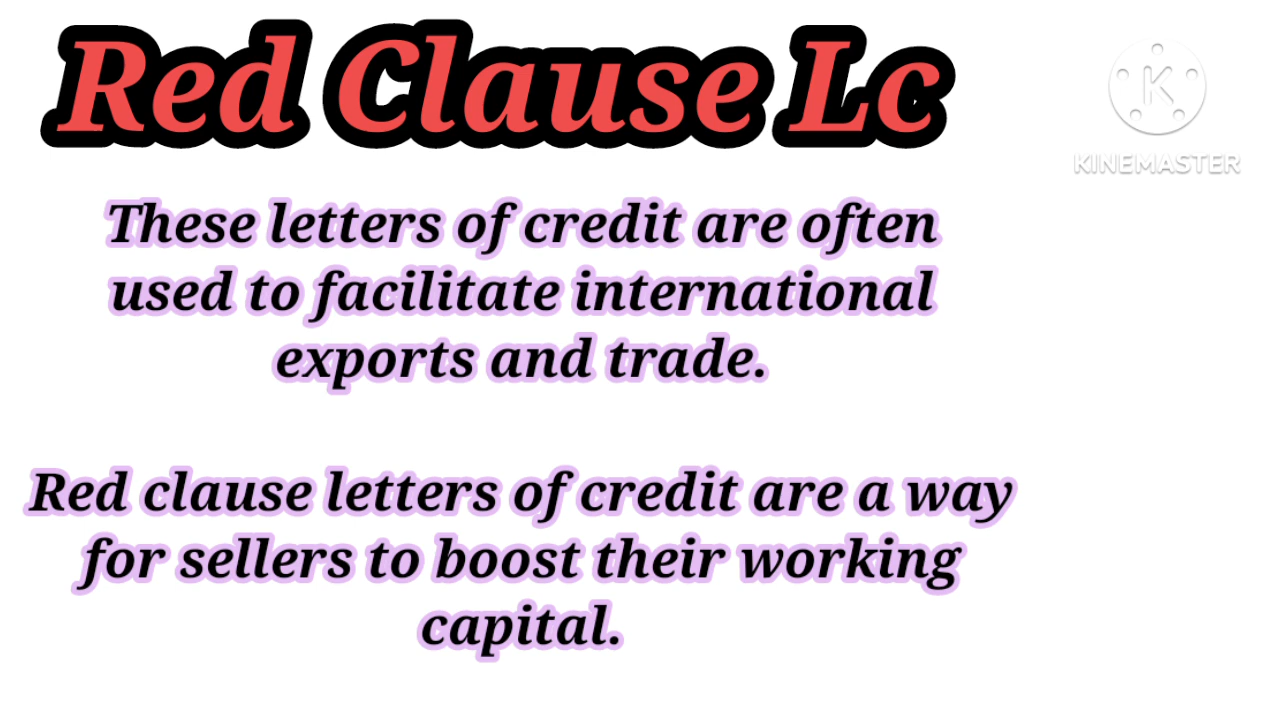 Red Clause Lc
K
KINEMASTER
These letters of credit are often
used to facilitate international
exports and trade.
Red clause letters of credit are a way
for sellers to boost their working
capital.